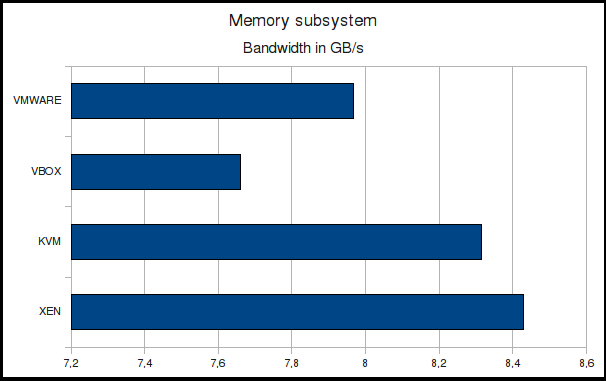 Memory subsystem
Bandwidth in GB/s
VMWARE
VBOX
KVM
XEN
7,2 7,4 7,6 7,8 8 8,2 8,4 8,6